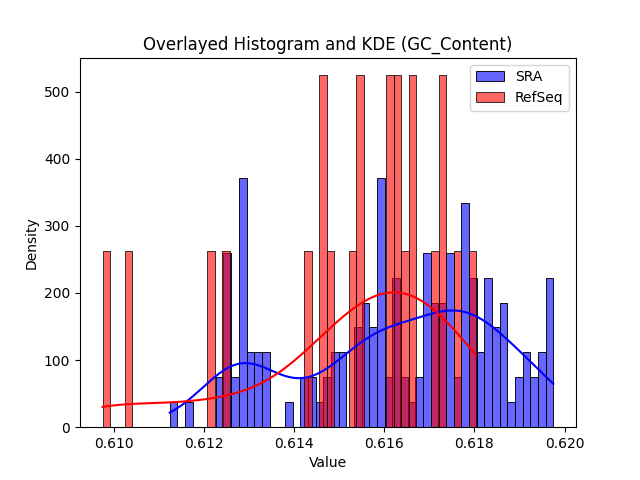 Overlayed Histogram and KDE (GC_Content)
SRA
RefSeq
500
400
300
200
100
0
Density
0.610 0.612 0.614 0.616 0.618 0.620
Value